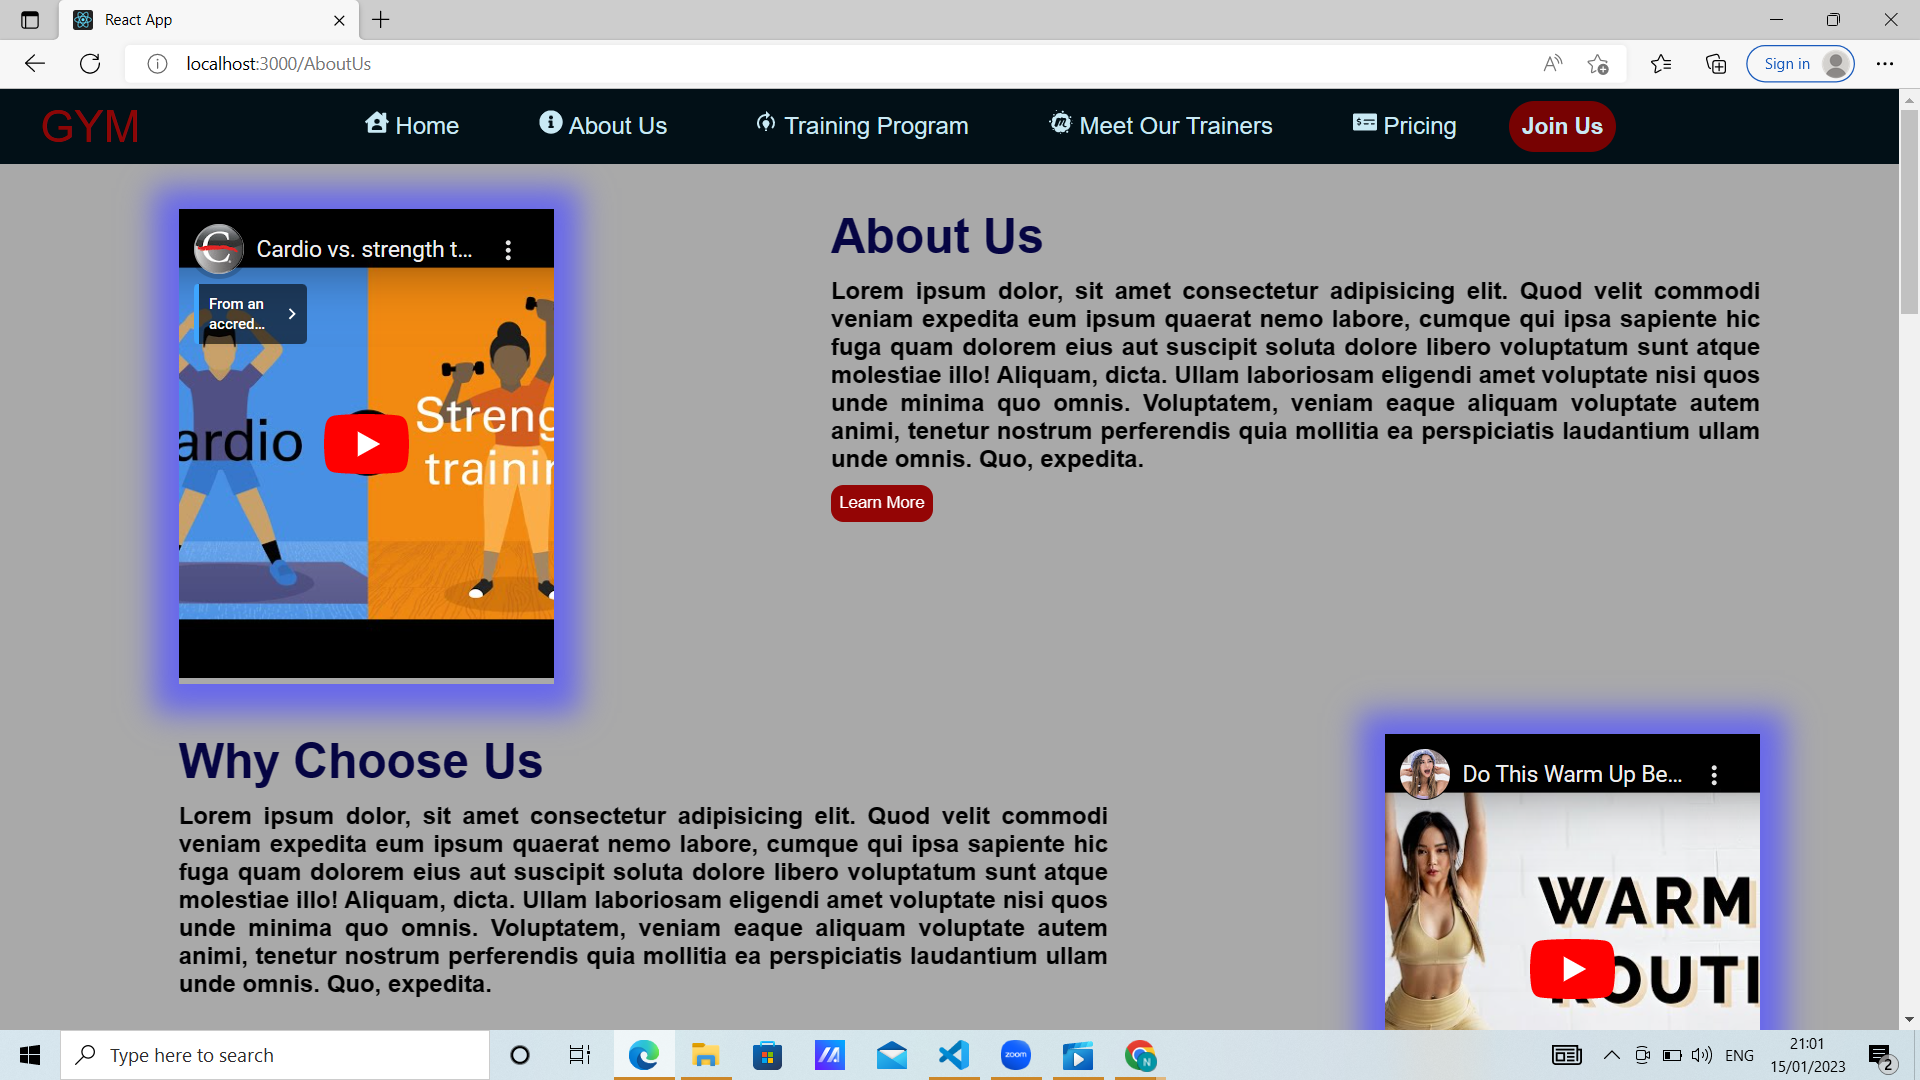 React App
localhost:3000/AboutUs
Sign in
GYM
Home
About Us
Training Program
Meet Our Trainers
Pricing
Join Us
Cardio vs. strength t...
From an
accred...
ardio
Streng
trainin
About Us
Lorem ipsum dolor, sit amet consectetur adipisicing elit. Quod velit commodi
veniam expedita eum ipsum quaerat nemo labore, cumque qui ipsa sapiente hic
fuga quam dolorem eius aut suscipit soluta dolore libero voluptatum sunt atque
molestiae illo! Aliquam, dicta. Ullam laboriosam eligendi amet voluptate nisi quos
unde minima quo omnis. Voluptatem, veniam eaque aliquam voluptate autem
animi, tenetur nostrum perferendis quia mollitia ea perspiciatis laudantium ullam
unde omnis. Quo, expedita.
Learn More
Why Choose Us
Lorem ipsum dolor, sit amet consectetur adipisicing elit. Quod velit commodi
veniam expedita eum ipsum quaerat nemo labore, cumque qui ipsa sapiente hic
fuga quam dolorem eius aut suscipit soluta dolore libero voluptatum sunt atque
molestiae illo! Aliquam, dicta. Ullam laboriosam eligendi amet voluptate nisi quos
unde minima quo omnis. Voluptatem, veniam eaque aliquam voluptate autem
animi, tenetur nostrum perferendis quia mollitia ea perspiciatis laudantium ullam
unde omnis. Quo, expedita.
Do This Warm Up Be...
WARM
ROUTI
Type here to search
zoom
N
ENG
21:01
15/01/2023
2